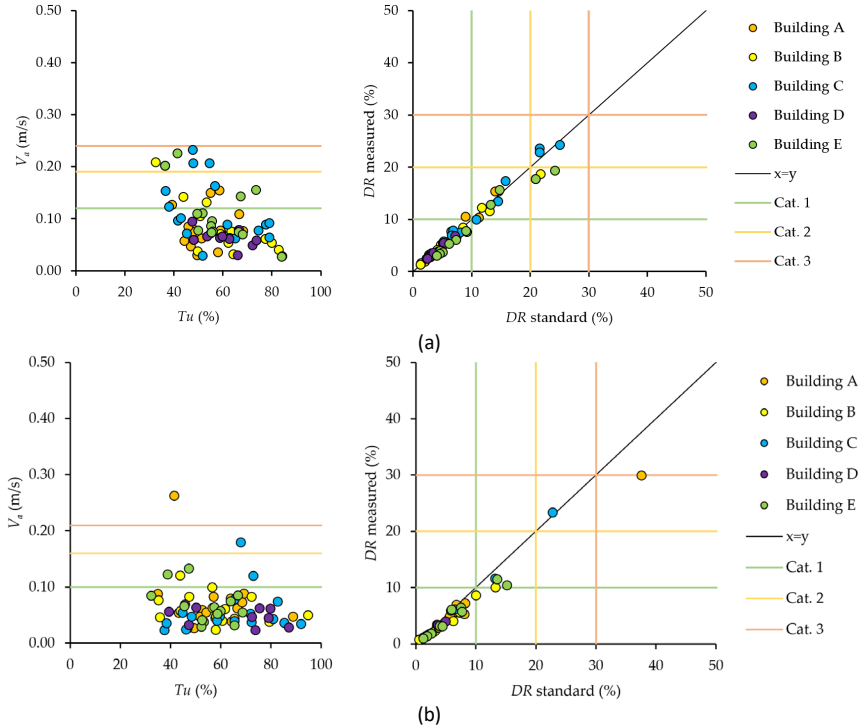 0.50
0.40
0.30
0.20
0.10
0.00
Va (m/s)
0 20 40 60 80 100
Tu (%)
50
40
30
20
10
0
DR measured (%)
0 10 20 30 40 50
DR standard (%)
Building A
Building B
Building C
Building D
Building E
x=y
Cat. 1
Cat. 2
Cat. 3
(a)
0.50
0.40
0.30
0.20
0.10
0.00
Va (m/s)
0 20 40 60 80 100
Tu (%)
50
40
30
20
10
0
DR measured (%)
0 10 20 30 40 50
DR standard (%)
Building A
Building B
Building C
Building D
Building E
x=y
Cat. 1
Cat. 2
Cat. 3
(b)